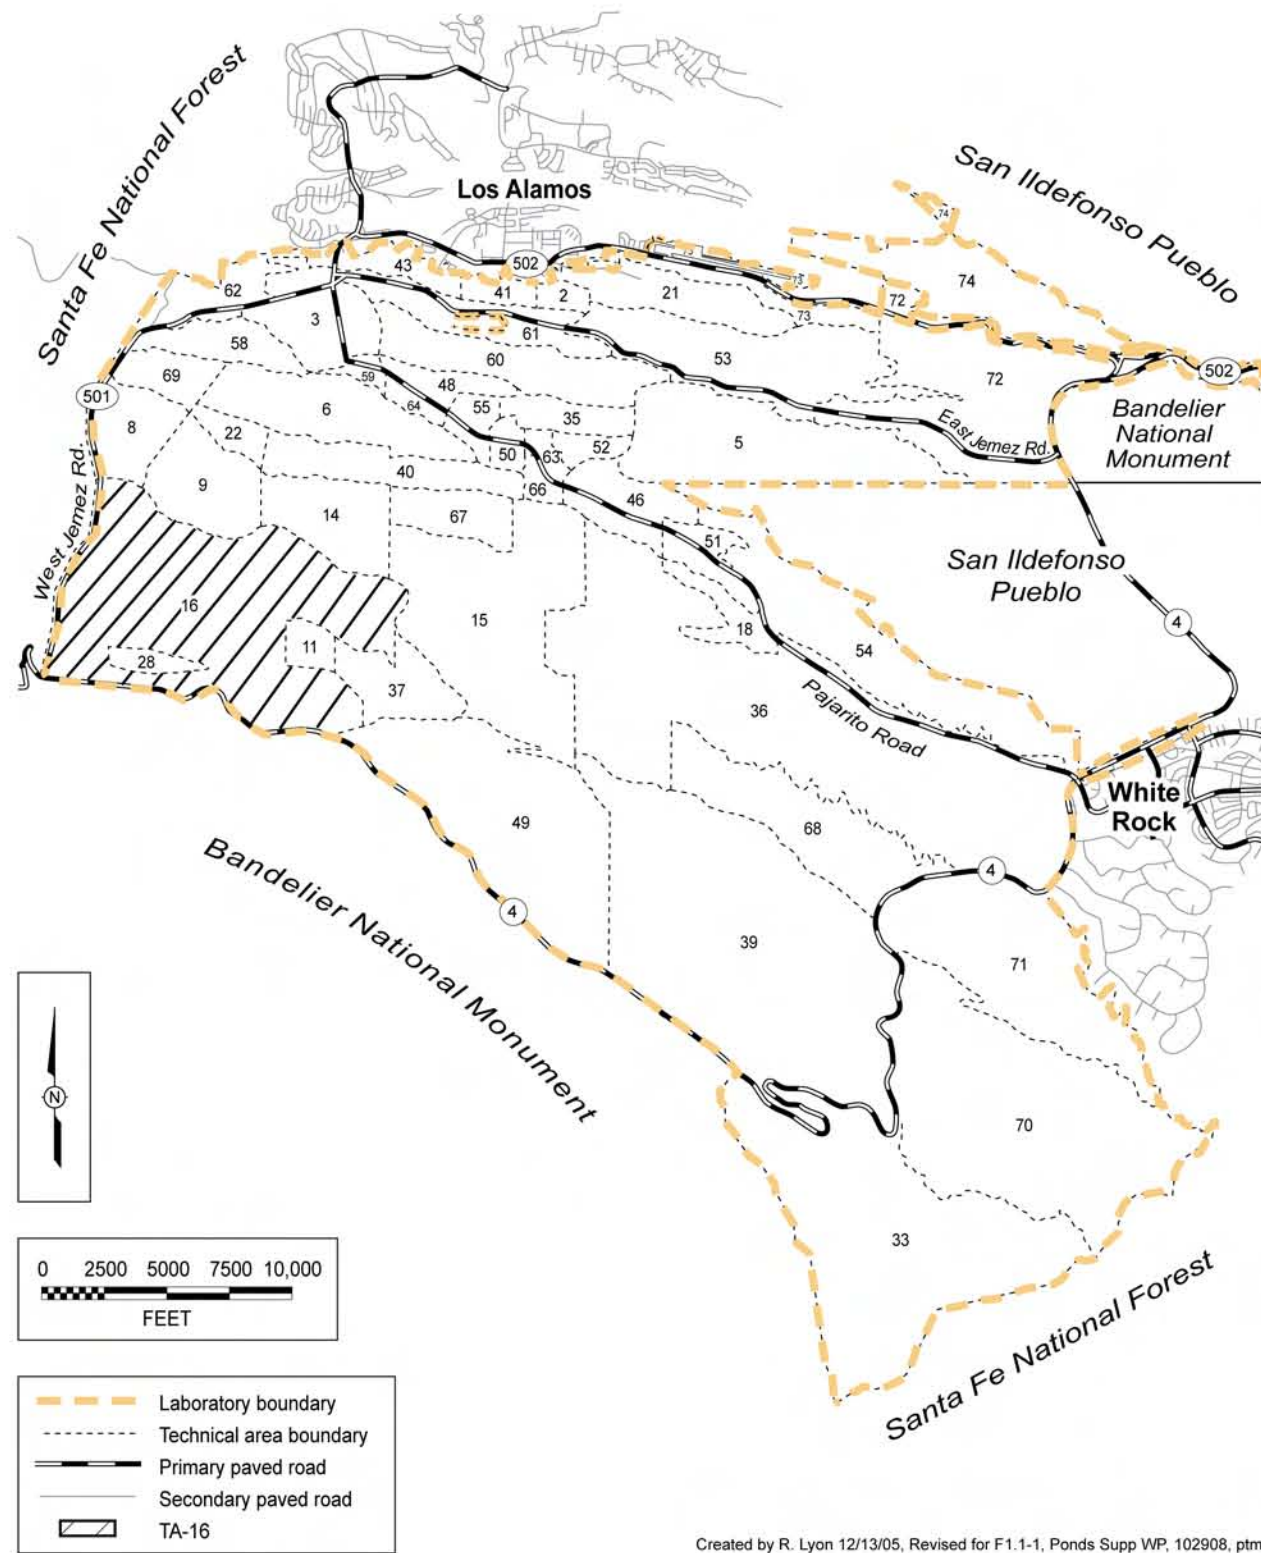 Santa Fe National Forest
San Ildefonso Pueblo
Los Alamos
502
43
62
41
2
21
73
73
72
74
74
3
61
73
58
60
53
72
502
69
59
48
501
6
64
55
35
Bandelier
National
Monument
8
22
East Jemez Rd.
5
50
63
52
40
9
66
46
14
67
51
West Jemez Rd.
San Ildefonso
Pueblo
16
15
4
11
18
28
54
37
36
Pajarito Road
White
Rock
49
68
Bandelier National Monument
4
4
39
71
70
33
N
0 2500 5000 7500 10,000
FEET
Santa Fe National Forest
Laboratory boundary
Technical area boundary
Primary paved road
Secondary paved road
TA-16
Created by R. Lyon 12/13/05, Revised for F1.1-1, Ponds Supp WP, 102908, ptm